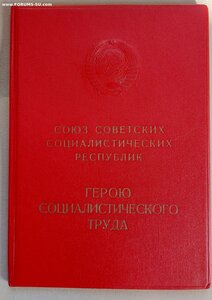 www.FORUMS-SU.com
СОЮЗ СОВЕТСКИХ
СОЦИАЛИСТИЧЕСКИХ
РЕСПУБЛИК
ГЕРОЮ
СОЦИАЛИСТИЧЕСКОГО
ТРУДА